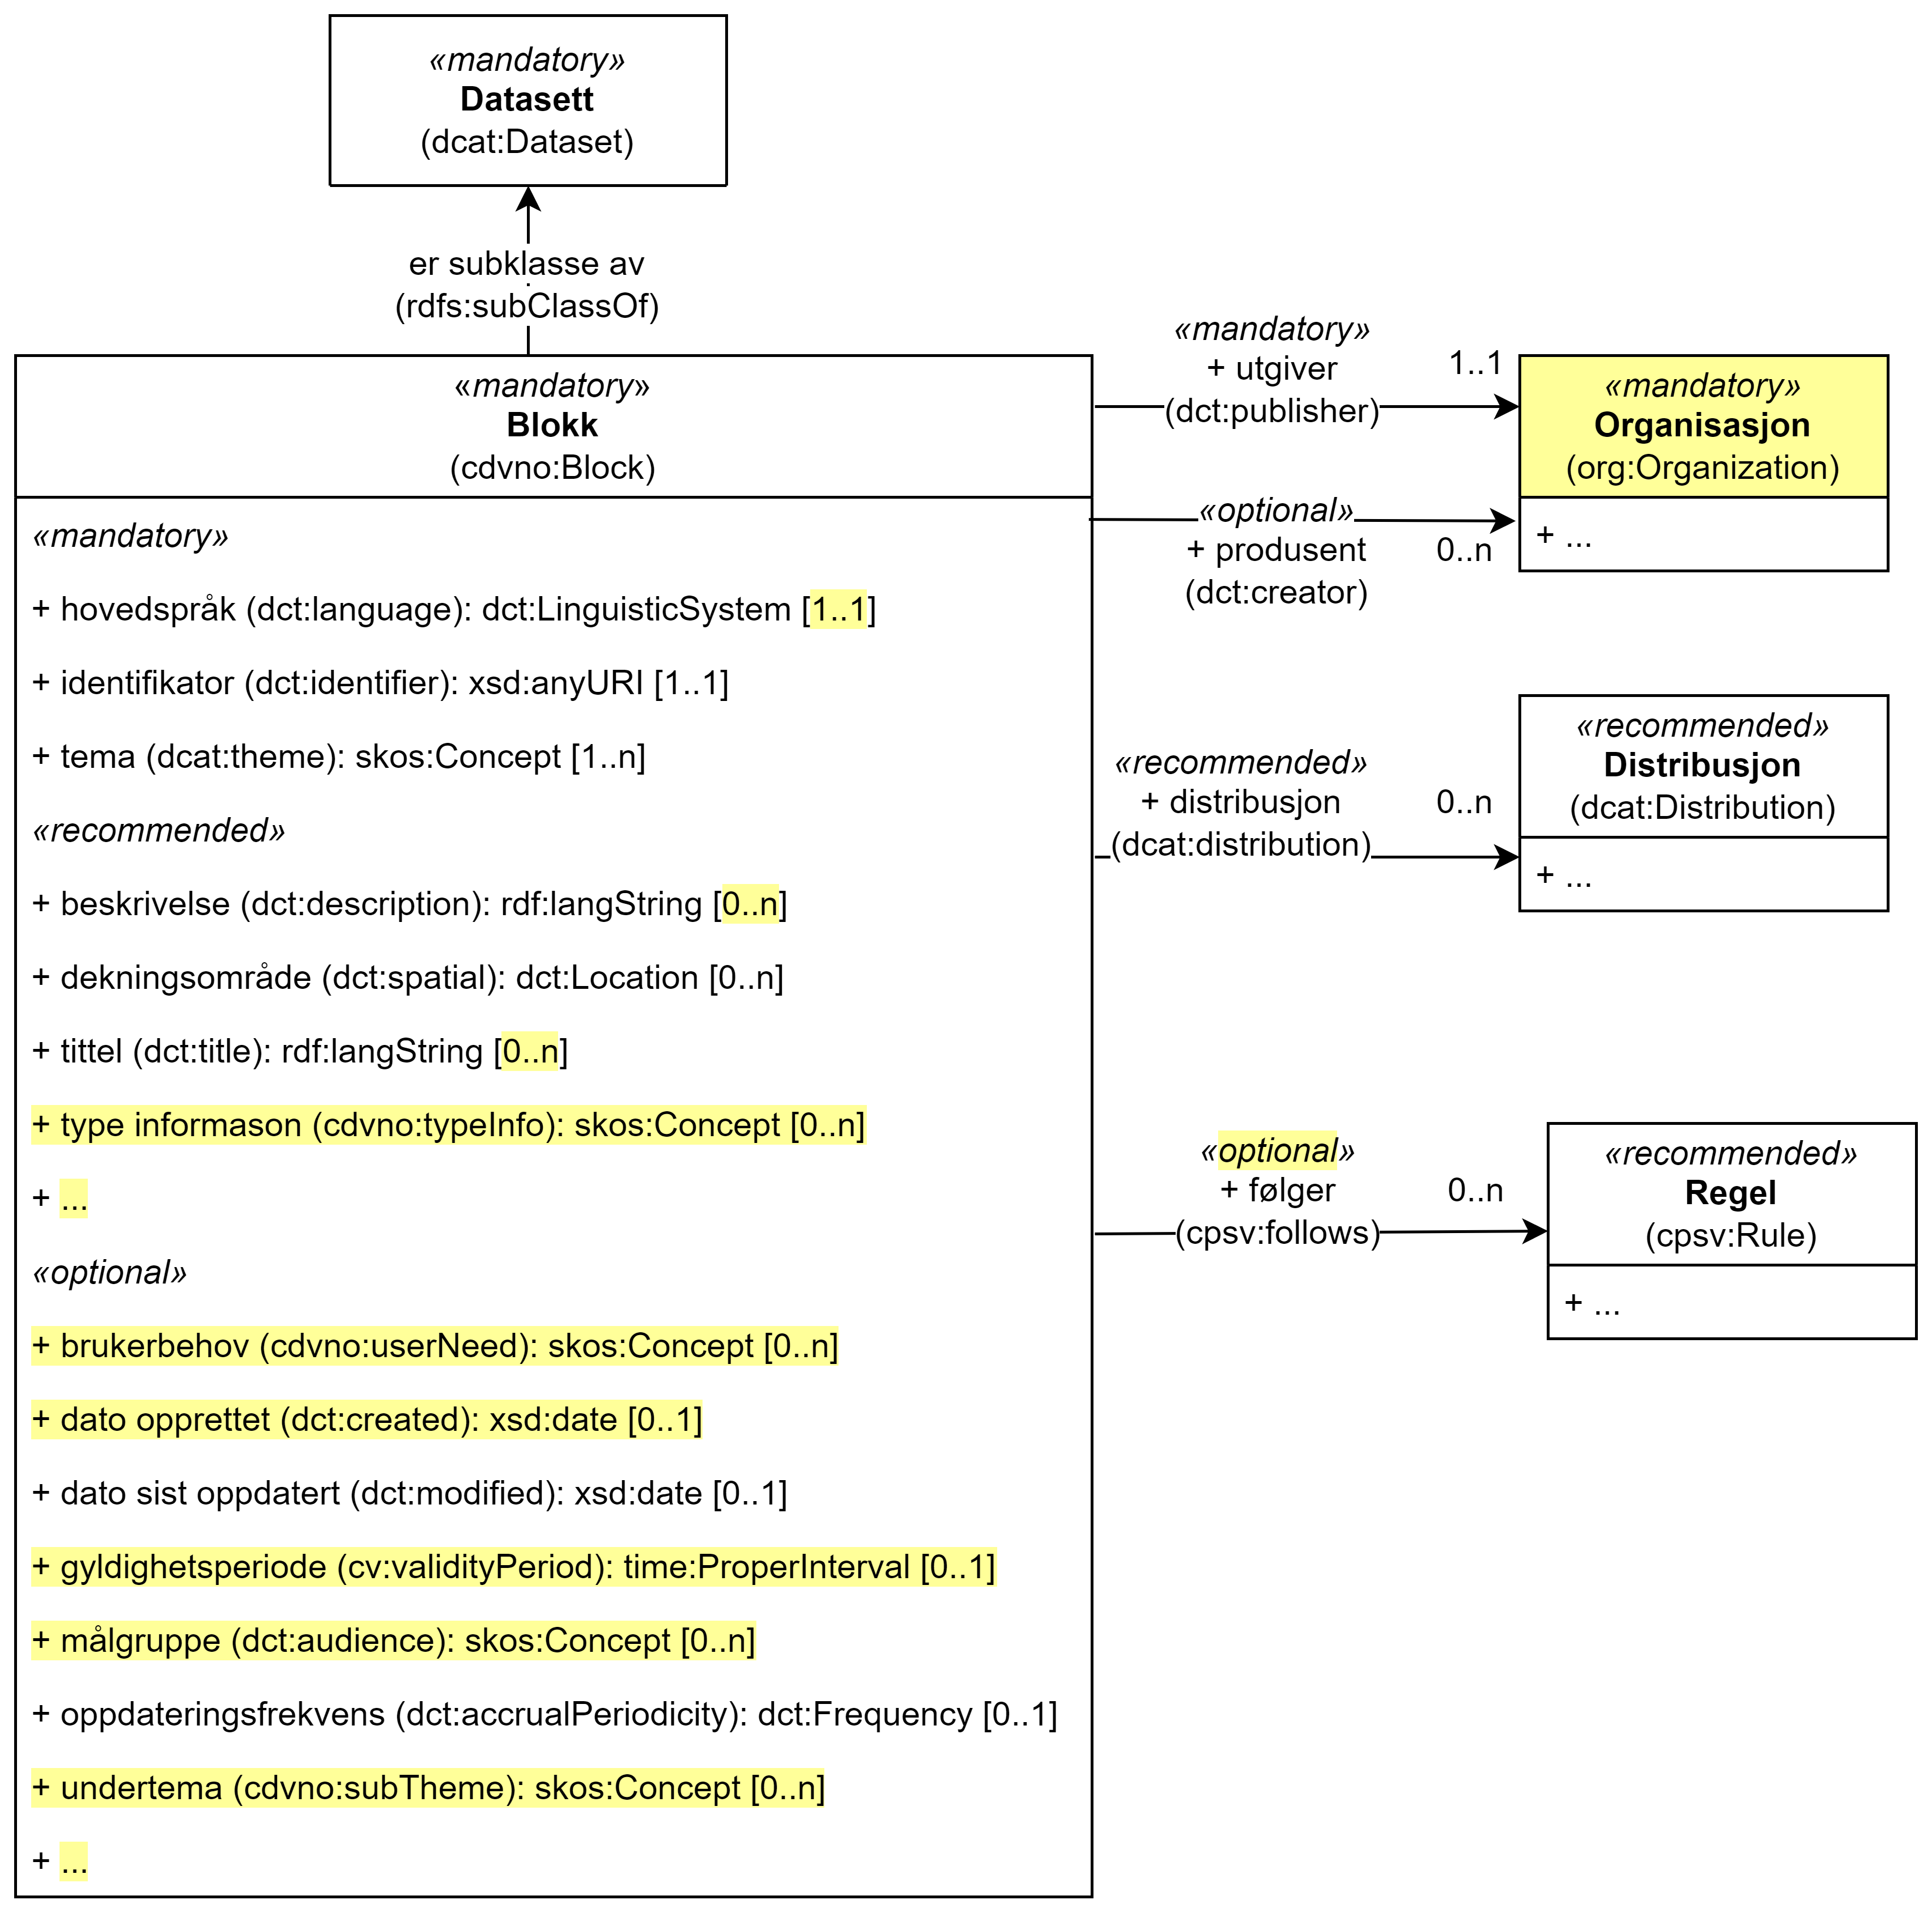 «mandatory»
Datasett
(dcat:Dataset)
er subklasse av
(rdfs:subClassOf)
«mandatory»
Blokk
(cdvno:Block)
«mandatory»
+ hovedspråk (dct:language): dct:LinguisticSystem [1..1]
+ identifikator (dct:identifier): xsd:anyURI [1..1]
+ tema (dcat:theme): skos:Concept [1..n]
«recommended»
+ beskrivelse (dct:description): rdf:langString [0..n]
+ dekningsområde (dct:spatial): dct:Location [0..n]
+ tittel (dct:title): rdf:langString [0..n]
+ type informason (cdvno:typeInfo): skos:Concept [0..n]
+ ...
«optional»
+ brukerbehov (cdvno:userNeed): skos:Concept [0..n]
+ dato opprettet (dct:created): xsd:date [0..1]
+ dato sist oppdatert (dct:modified): xsd:date [0..1]
+ gyldighetsperiode (cv:validityPeriod): time:ProperInterval [0..1]
+ målgruppe (dct:audience): skos:Concept [0..n]
+ oppdateringsfrekvens (dct:accrualPeriodicity): dct:Frequency [0..1]
+ undertema (cdvno:subTheme): skos:Concept [0..n]
+ ...
«mandatory»
+ utgiver
(dct:publisher)
1..1
«optional»
+ produsent
(dct:creator)
0..n
«mandatory»
Organisasjon
(org:Organization)
+ ...
«recommended»
+ distribusjon
(dcat:distribution)
0..n
«recommended»
Distribusjon
(dcat:Distribution)
+ ...
«optional»
+ følger
(cpsv:follows)
0..n
«recommended»
Regel
(cpsv:Rule)
+ ...